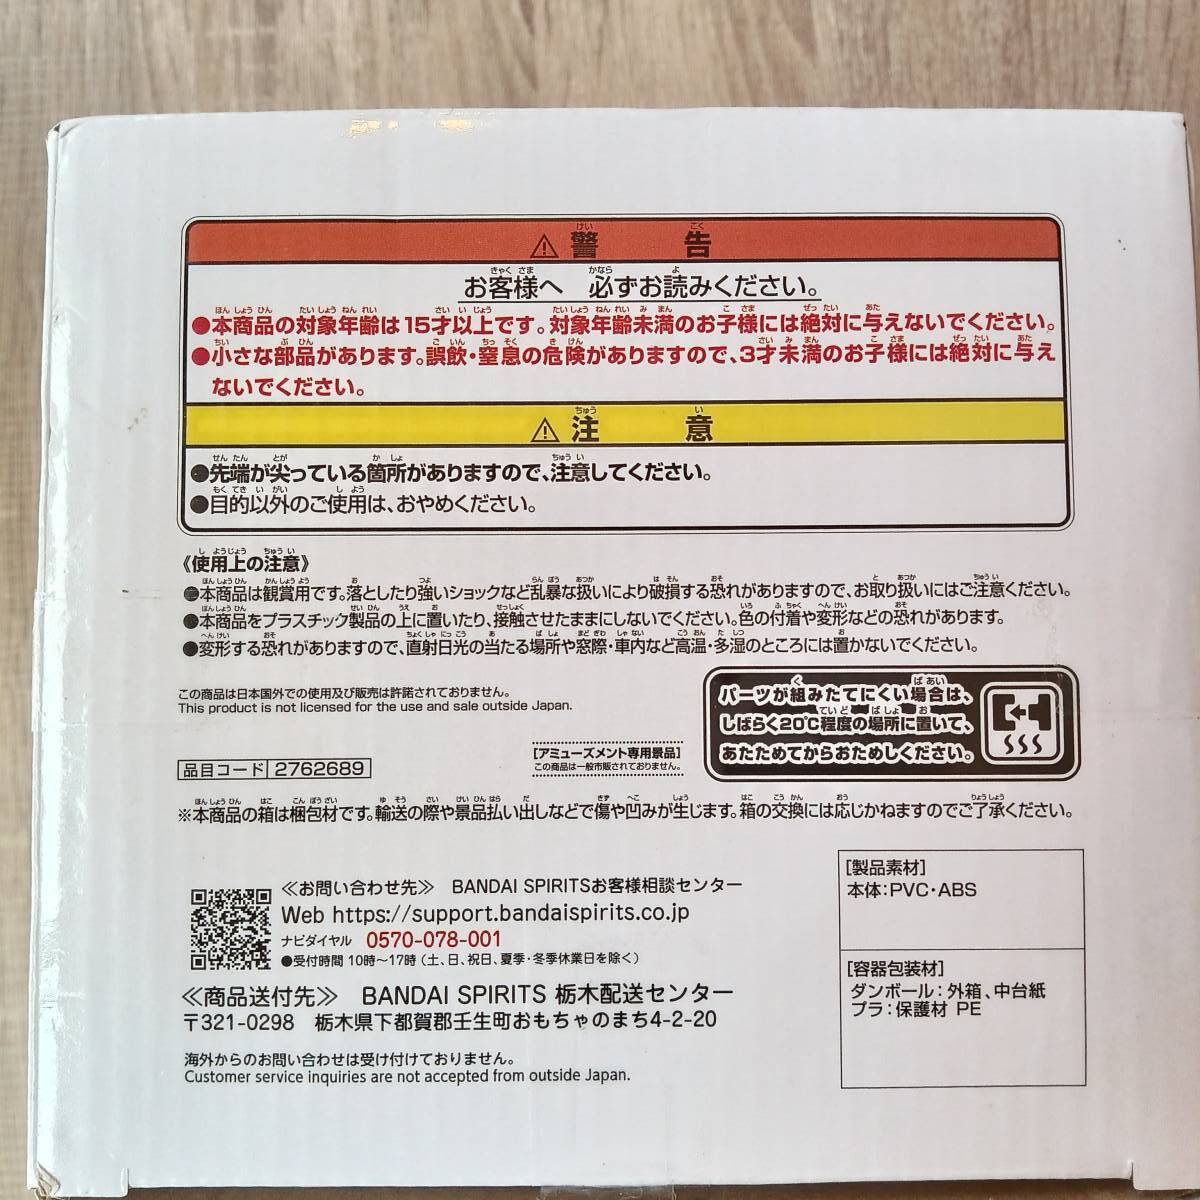 ⚠警告
お客様へ 必ずお読みください。
●本商品の対象年齢は15才以上です。対象年齢未満のお子様には絶対に与えないでください。
●小さな部品があります。誤飲・窒息の危険がありますので、3才未満のお子様には絶対に与え
ないでください。
⚠注意
●先端が尖っている箇所がありますので、注意してください。
●目的以外のご使用は、おやめください。
《使用上の注意》
●本商品は観賞用です。落としたり強いショックなど乱暴な扱いにより破損する恐れがありますので、お取り扱いにはご注意ください。
●本商品をプラスチック製品の上に置いたり、接触させたままにしないでください。色の付着や変形などの恐れがあります。
●変形する恐れがありますので、直射日光の当たる場所や窓際・車内など高温・多湿のところには置かないでください。
この商品は日本国外での使用及び販売は許諾されておりません。
This product is not licensed for the use and sale outside Japan.
パーツが組みたてにくい場合は、
しばらく20℃程度の場所に置いて、
あたためてからおためしください。
[アミューズメント専用景品]
この商品は一般市販されておりません。
品目コード 2762689
※本商品の箱は梱包材です。輸送の際や景品払い出しなどで傷や凹みが生じます。箱の交換には応じかねますのでご了承ください。
≪お問い合わせ先≫ BANDAI SPIRITSお客様相談センター
Web https://support.bandaispirits.co.jp
ナビダイヤル 0570-078-001
●受付時間 10時〜17時(土、日、祝日、夏季・冬季休業日を除く)
≪商品送付先≫ BANDAI SPIRITS 栃木配送センター
〒321-0298 栃木県下都賀郡壬生町おもちゃのまち4-2-20
海外からのお問い合わせは受け付けておりません。
Customer service inquiries are not accepted from outside Japan.
[製品素材]
本体:PVC・ABS
[容器包装材]
ダンボール:外箱、中台紙
プラ:保護材 PE